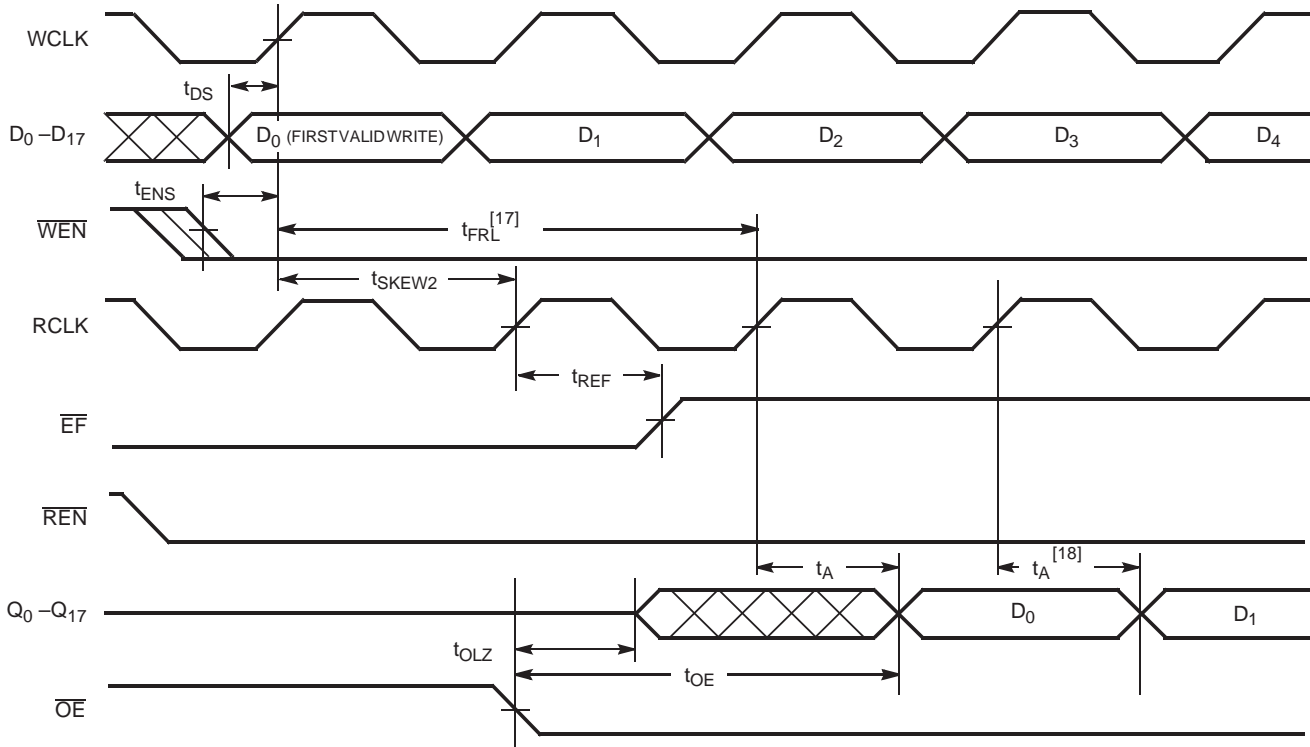 WCLK
tDS
D0 –D17
D0 (FIRSTVALIDWRITE)
D1
D2
D3
D4
tENS
WEN
tFRL[17]
tSKEW2
RCLK
tREF
EF
REN
tA
tA[18]
Q0 –Q17
D0
D1
tOLZ
tOE
OE